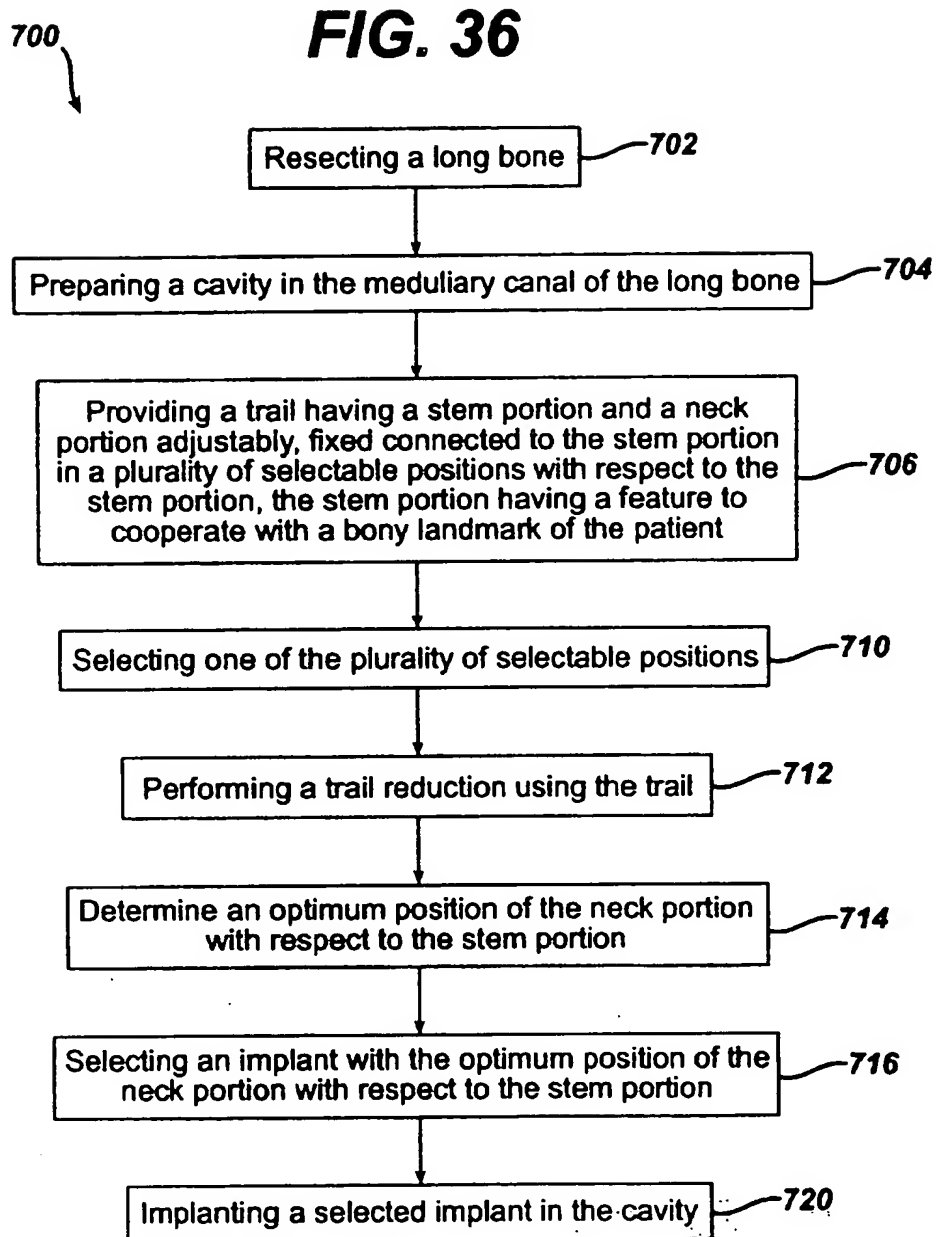 700
FIG. 36
Resecting a long bone
702
Preparing a cavity in the meduliary canal of the long bone
704
Providing a trail having a stem portion and a neck
portion adjustably, fixed connected to the stem portion
in a plurality of selectable positions with respect to the
stem portion, the stem portion having a feature to
cooperate with a bony landmark of the patient
706
Selecting one of the plurality of selectable positions
710
Performing a trail reduction using the trail
712
Determine an optimum position of the neck portion
with respect to the stem portion
714
Selecting an implant with the optimum position of the
neck portion with respect to the stem portion
716
Implanting a selected implant in the cavity
720